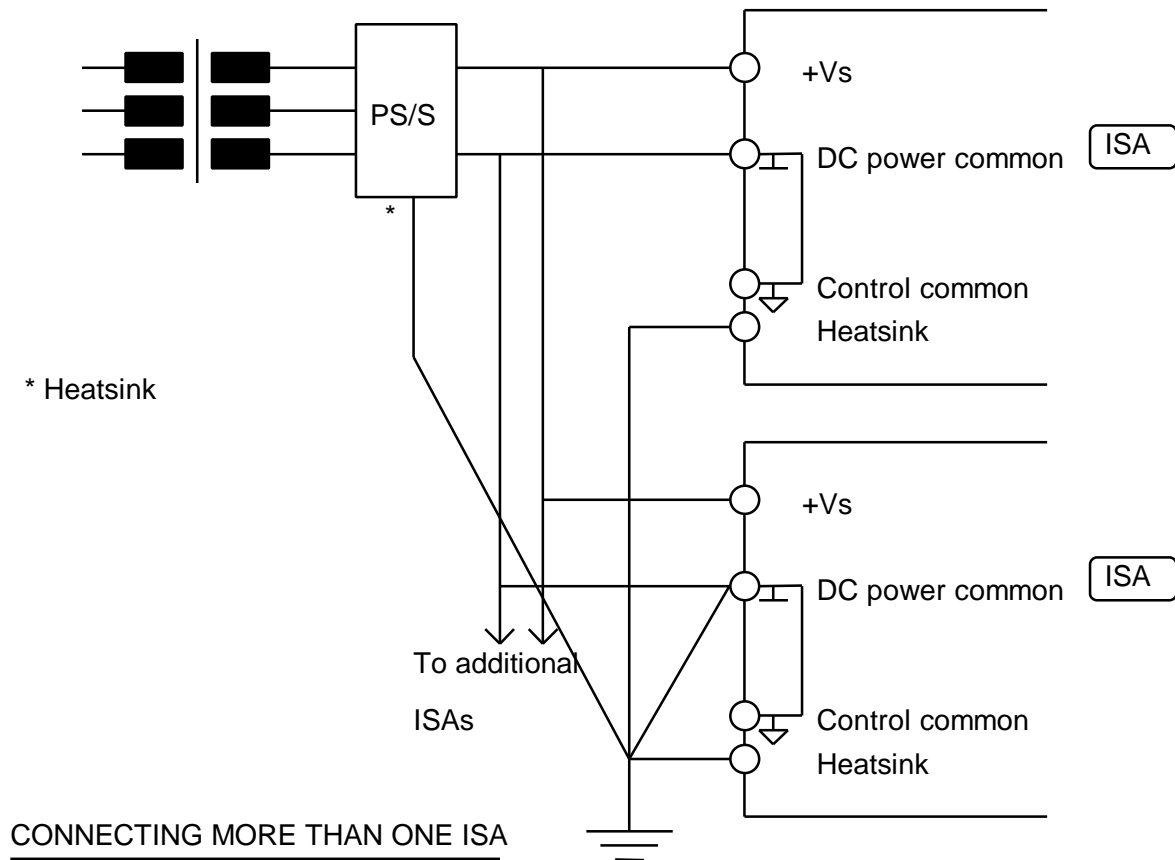 +Vs
PS/S
DC power common
ISA
*
Control common
Heatsink
* Heatsink
+Vs
DC power common
ISA
To additional
ISAs
Control common
Heatsink
CONNECTING MORE THAN ONE ISA